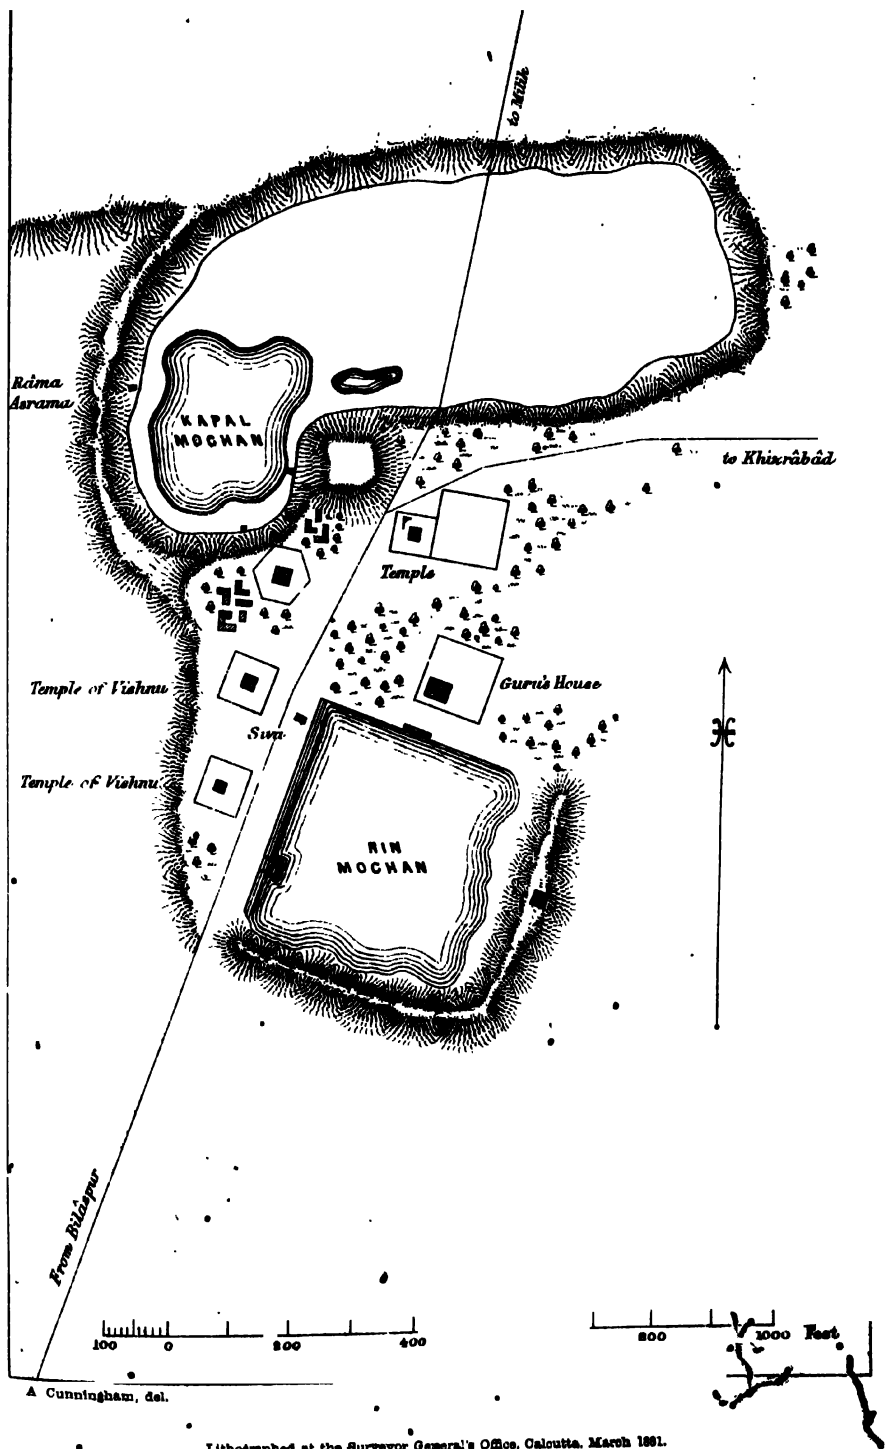 to Milik
Râma
Asrama
KAPAL
MOCHAN
to Khizrâbâd
Temple
Temple of Vishnu
Guru's House
Siva
Temple of Vishnu
RIN
MOCHAN
From Bilâspur
100 0 200 400 800 1000 Feet
A Cunningham, del.
Lithographed at the Surveyor General's Office, Calcutta, March 1881.